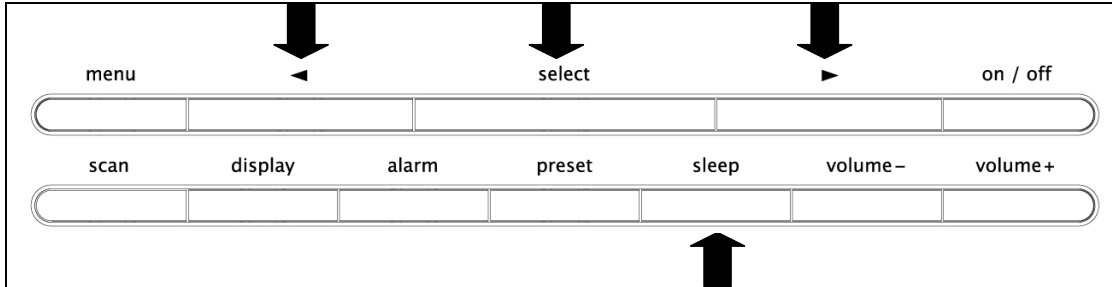 menu ◄ select ► on / off
scan display alarm preset sleep volume– volume+